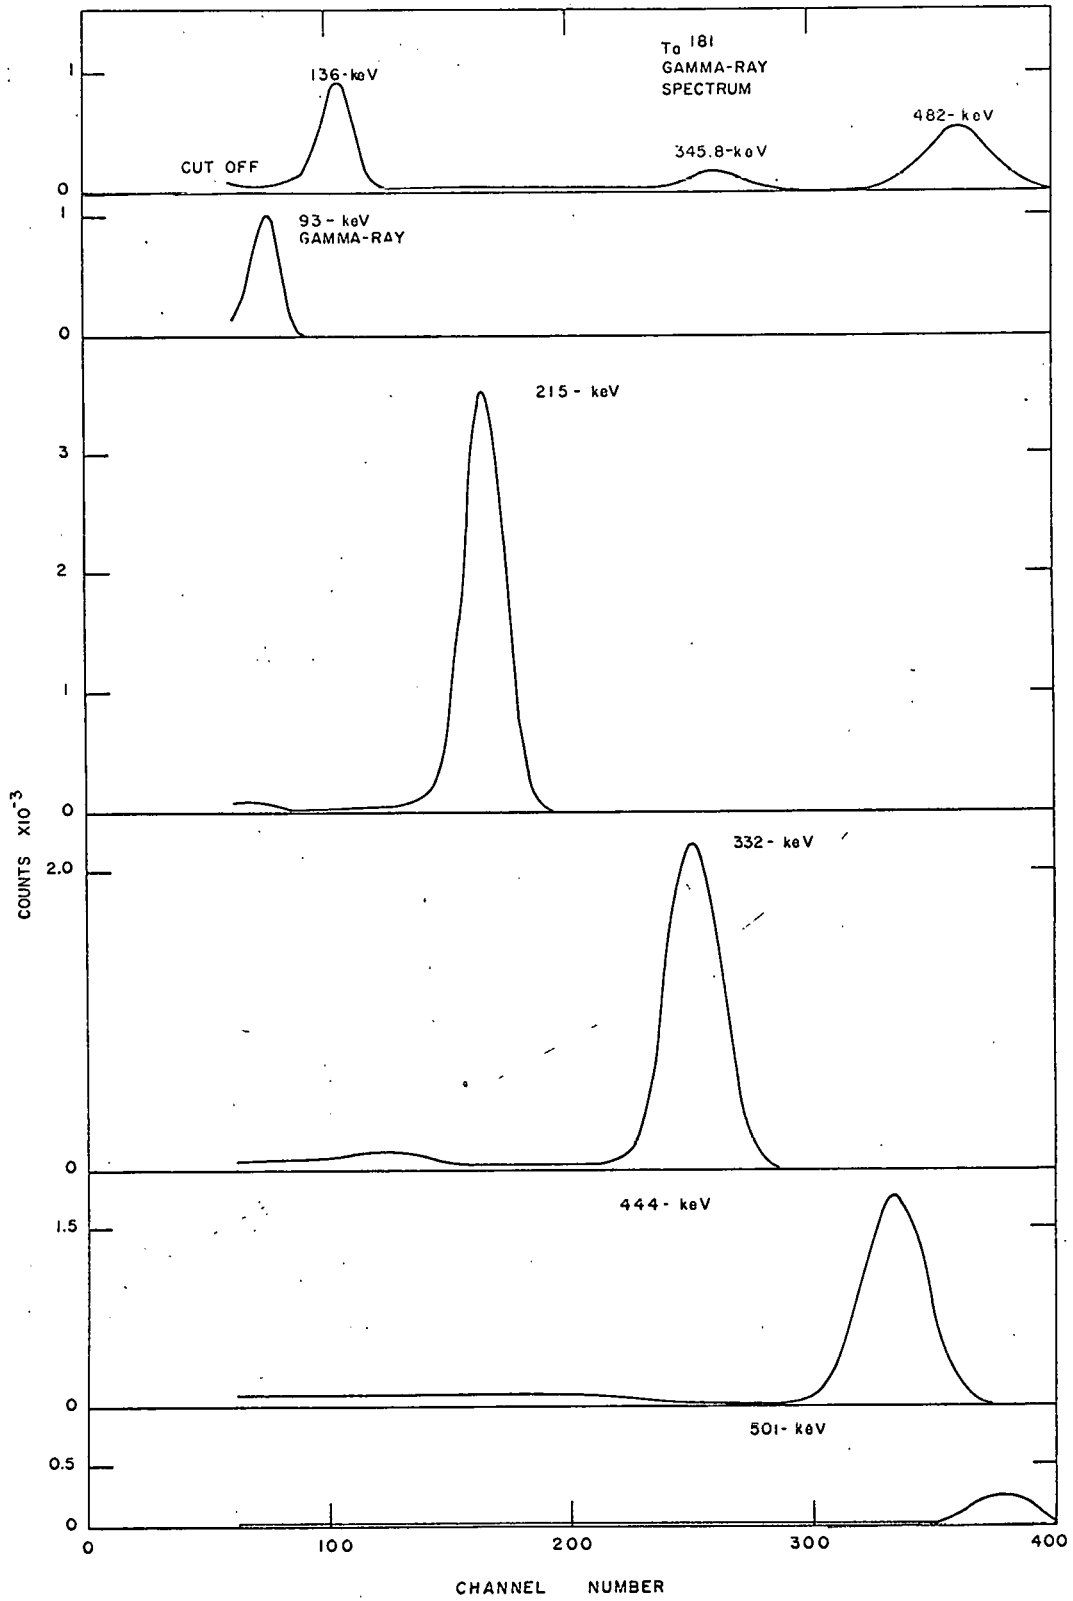 Ta 181
GAMMA-RAY
SPECTRUM
136-keV
482-keV
345.8-keV
CUT OFF
1
0
1
93-keV
GAMMA-RAY
0
215-keV
3
2
1
0
332-keV
2.0
0
444-keV
1.5
0
501-keV
0.5
0
COUNTS X10-3
0 100 200 300 400
CHANNEL NUMBER